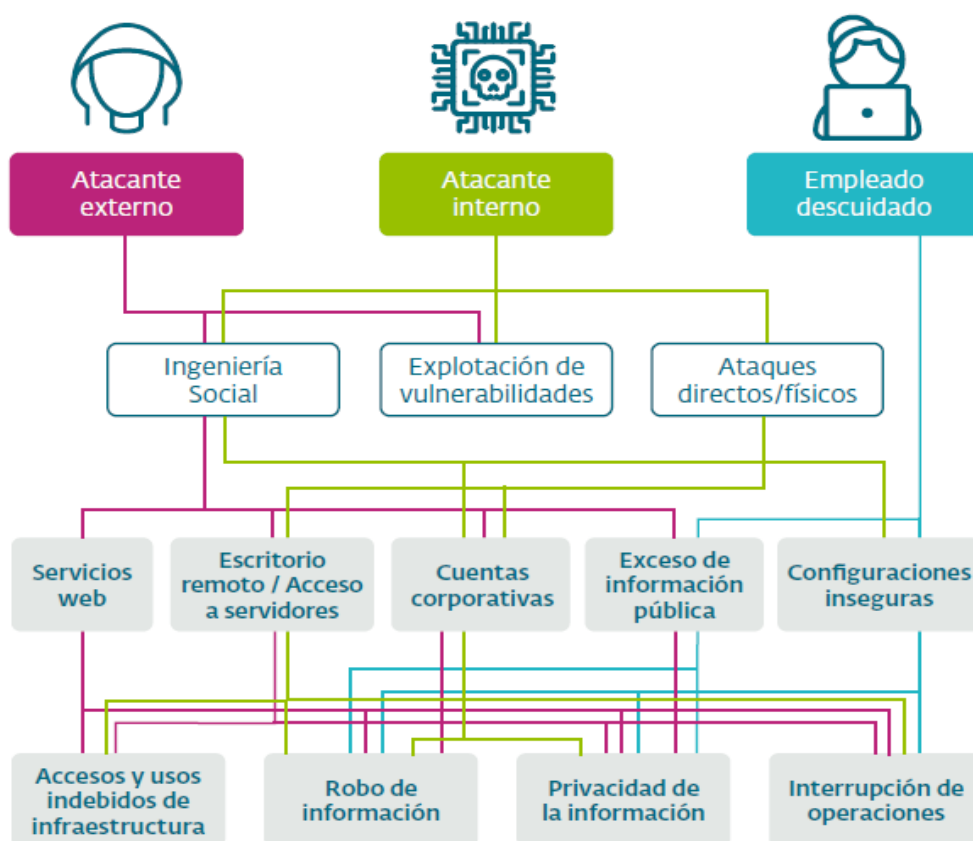 Atacante
externo
Atacante
interno
Empleado
descuidado
Ingeniería
Social
Explotación de
vulnerabilidades
Ataques
directos/físicos
Servicios
web
Escritorio
remoto / Acceso
a servidores
Cuentas
corporativas
Exceso de
información
pública
Configuraciones
inseguras
Accesos y usos
indebidos de
infraestructura
Robo de
información
Privacidad de
la información
Interrupción de
operaciones